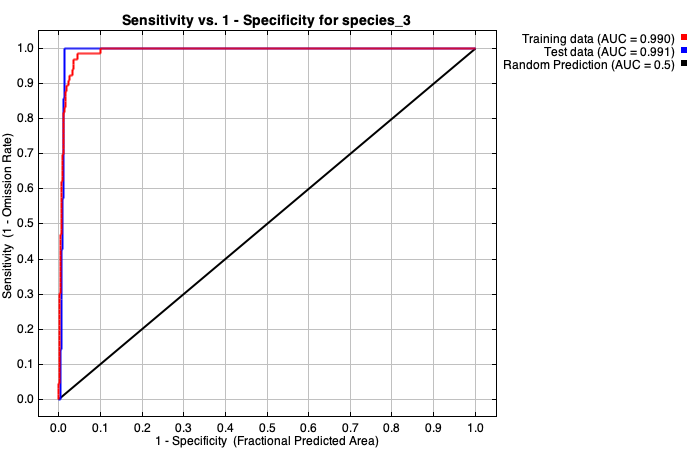 Sensitivity vs. 1 - Specificity for species_3
Training data (AUC = 0.990)
Test data (AUC = 0.991)
Random Prediction (AUC = 0.5)
Sensitivity (1 - Omission Rate)
1.0
0.9
0.8
0.7
0.6
0.5
0.4
0.3
0.2
0.1
0.0
0.0 0.1 0.2 0.3 0.4 0.5 0.6 0.7 0.8 0.9 1.0
1 - Specificity (Fractional Predicted Area)